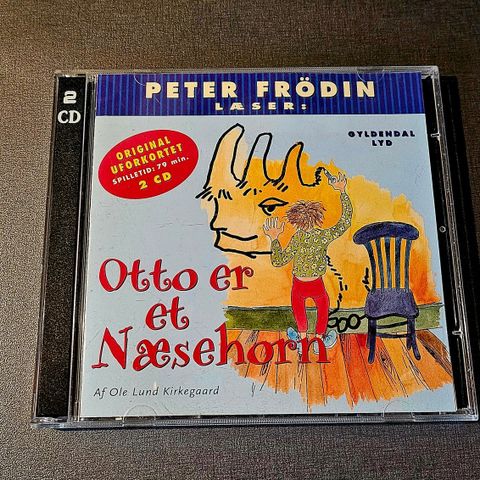 2
CD
PETER FRÖDIN
LÆSER:
GYLDENDAL
LYD
ORIGINAL
UFORKORTET
SPILLETID: 79 min.
2 CD
Otto er
et
Næsehorn
Af Ole Lund Kirkegaard